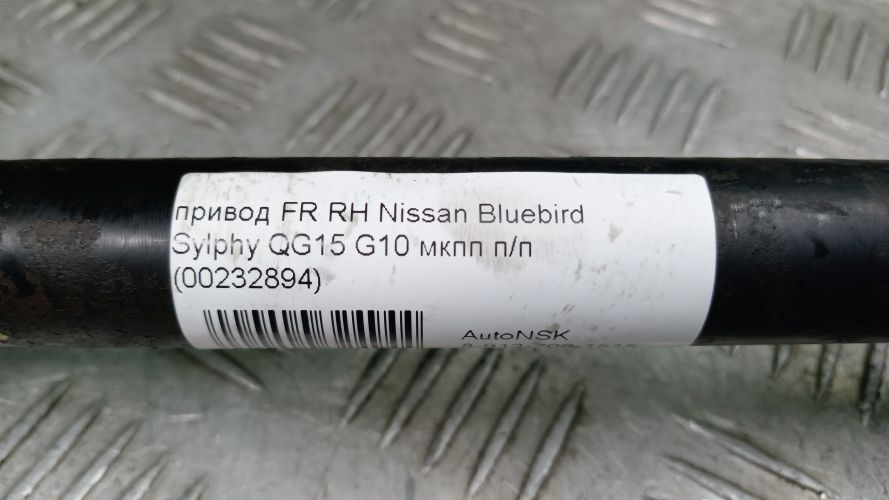 привод FR RH Nissan Bluebird
Sylphy QG15 G10 мкпп п/п
(00232894)
AutoNSK